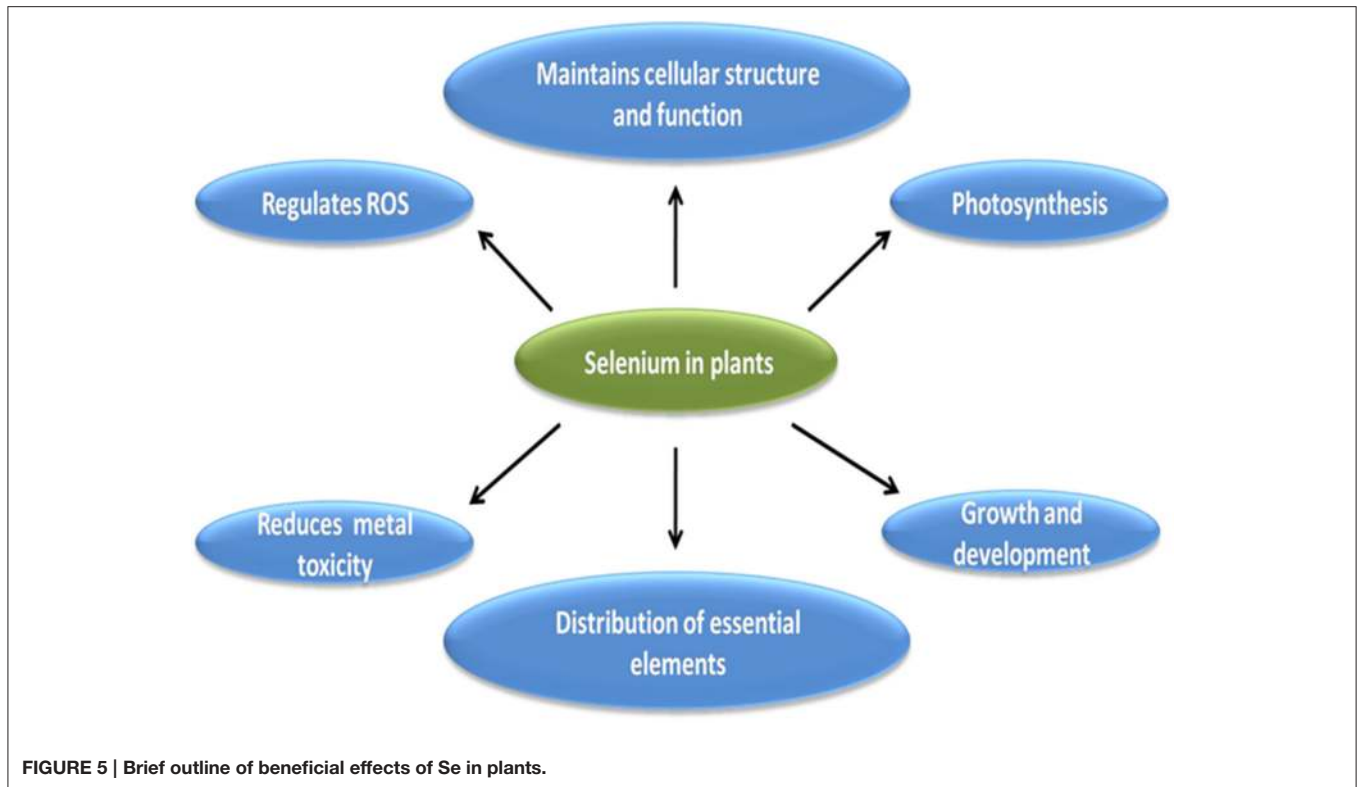 Maintains cellular structure
and function
Regulates ROS
Photosynthesis
Selenium in plants
Reduces metal
toxicity
Growth and
development
Distribution of essential
elements
FIGURE 5 | Brief outline of beneficial effects of Se in plants.